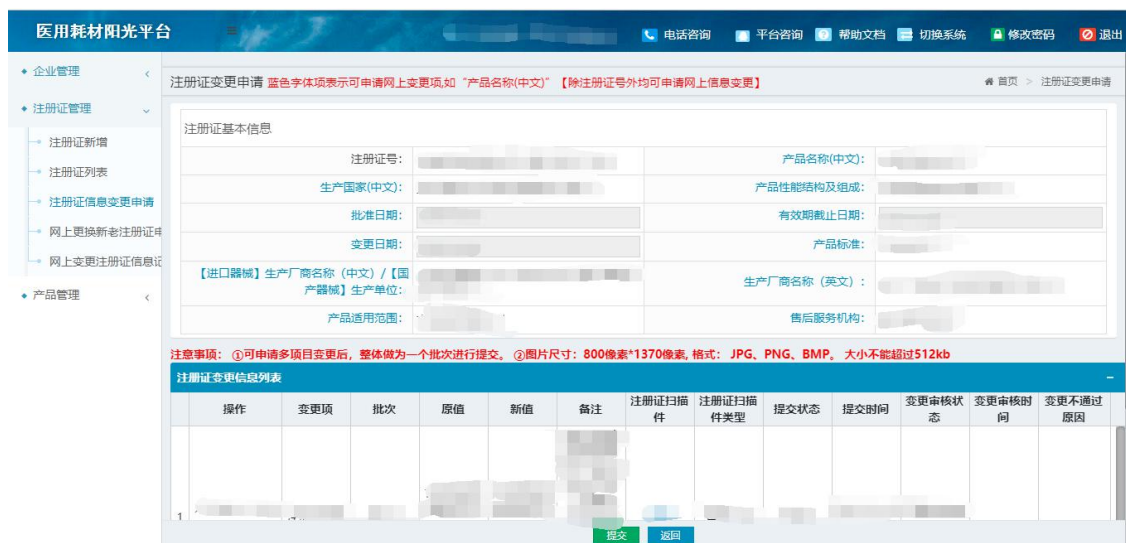 医用耗材阳光平台
电话咨询 平台咨询 帮助文档 切换系统 修改密码 退出
企业管理
注册证管理
注册证新增
注册证列表
注册证信息变更申请
网上更换新老注册证申
网上变更注册证信息记
产品管理
注册证变更申请 蓝色字体项表示可申请网上变更项,如“产品名称(中文)”【除注册证号外均可申请网上信息变更】
首页 > 注册证变更申请
注册证基本信息
注册证号: 产品名称(中文):
生产国家(中文): 产品性能结构及组成:
批准日期: 有效期截止日期:
变更日期: 产品标准:
【进口器械】生产厂商名称(中文)/【国
产器械】生产单位: 生产厂商名称(英文):
产品适用范围: 售后服务机构:
注意事项: ①可申请多项目变更后,整体做为一个批次进行提交。②图片尺寸:800像素*1370像素,格式: JPG、PNG、BMP。大小不能超过512kb
注册证变更信息列表
操作 变更项 批次 原值 新值 备注 注册证扫描件 注册证扫描件类型 提交状态 提交时间 变更审核状态 变更审核时间 变更不通过原因
1
提交 返回